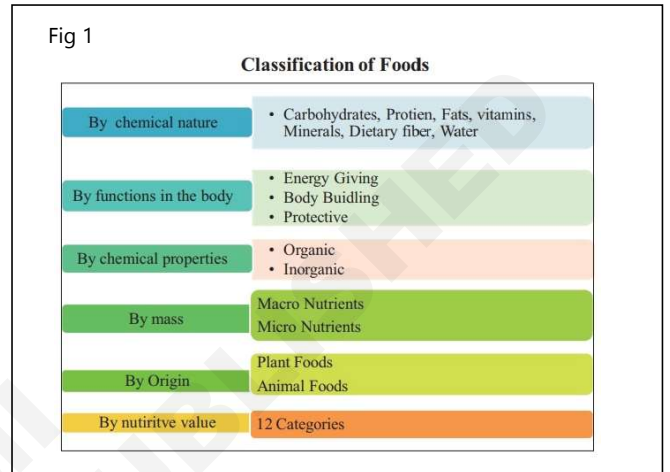 Fig 1
Classification of Foods
By chemical nature
• Carbohydrates, Protien, Fats, vitamins,
Minerals, Dietary fiber, Water
By functions in the body
• Energy Giving
• Body Buidling
• Protective
By chemical properties
• Organic
• Inorganic
By mass
Macro Nutrients
Micro Nutrients
By Origin
Plant Foods
Animal Foods
By nutiritve value
12 Categories